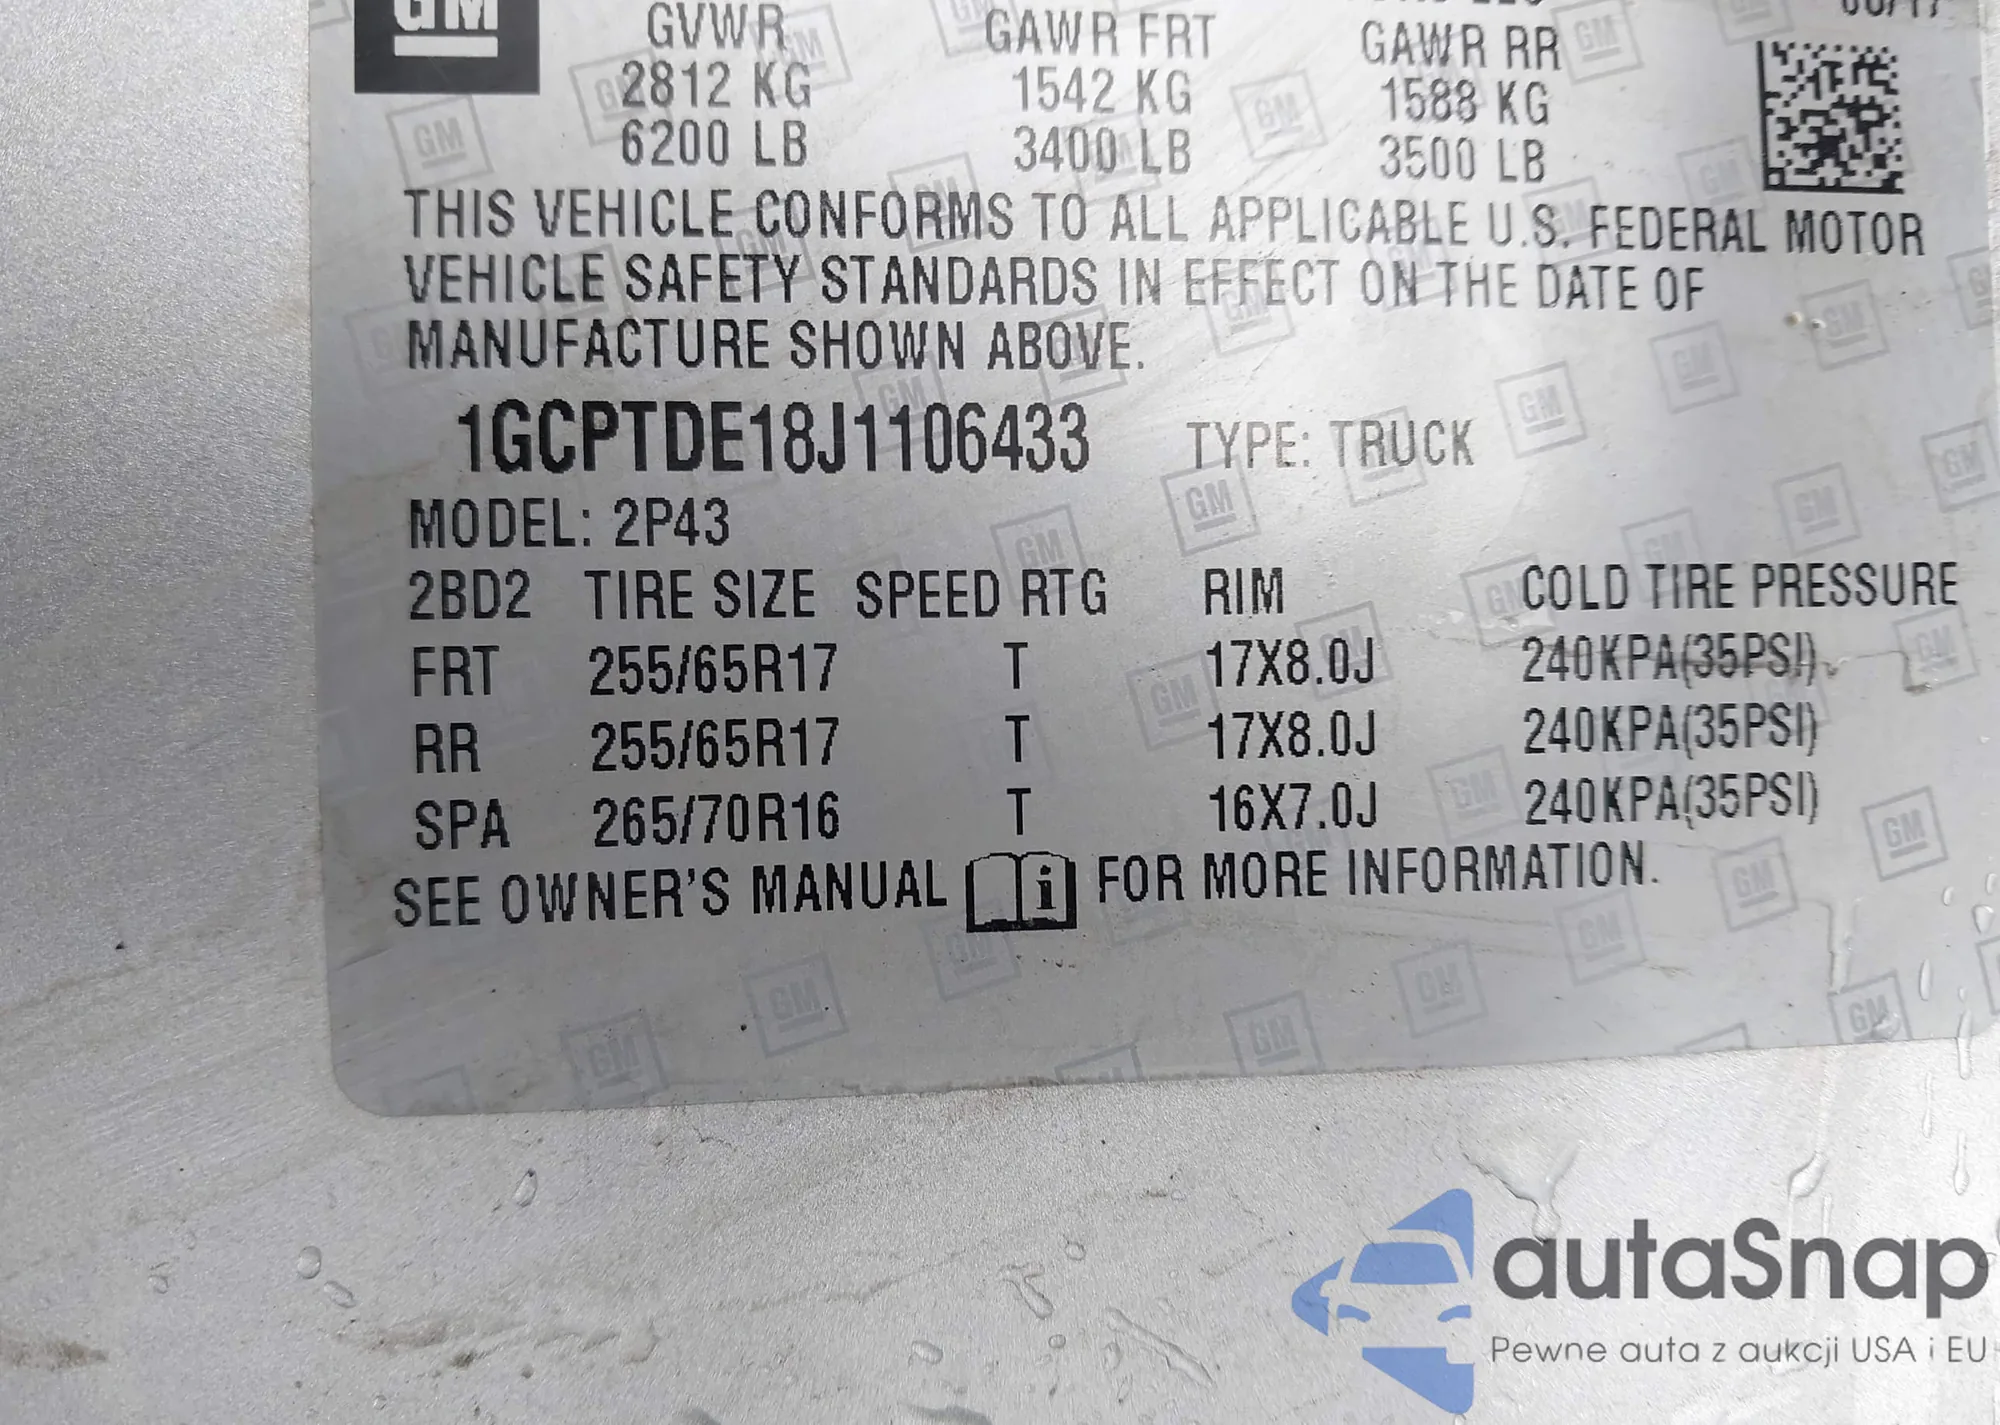 GM
GVWR GAWR FRT GAWR RR
2812 KG 1542 KG 1588 KG
6200 LB 3400 LB 3500 LB
THIS VEHICLE CONFORMS TO ALL APPLICABLE U.S. FEDERAL MOTOR
VEHICLE SAFETY STANDARDS IN EFFECT ON THE DATE OF
MANUFACTURE SHOWN ABOVE.
1GCPTDE18J1106433 TYPE: TRUCK
MODEL: 2P43
2BD2 TIRE SIZE SPEED RTG RIM COLD TIRE PRESSURE
FRT 255/65R17 T 17X8.0J 240KPA(35PSI)
RR 255/65R17 T 17X8.0J 240KPA(35PSI)
SPA 265/70R16 T 16X7.0J 240KPA(35PSI)
SEE OWNER'S MANUAL i FOR MORE INFORMATION.
autaSnap
Pewne auta z aukcji USA i EU